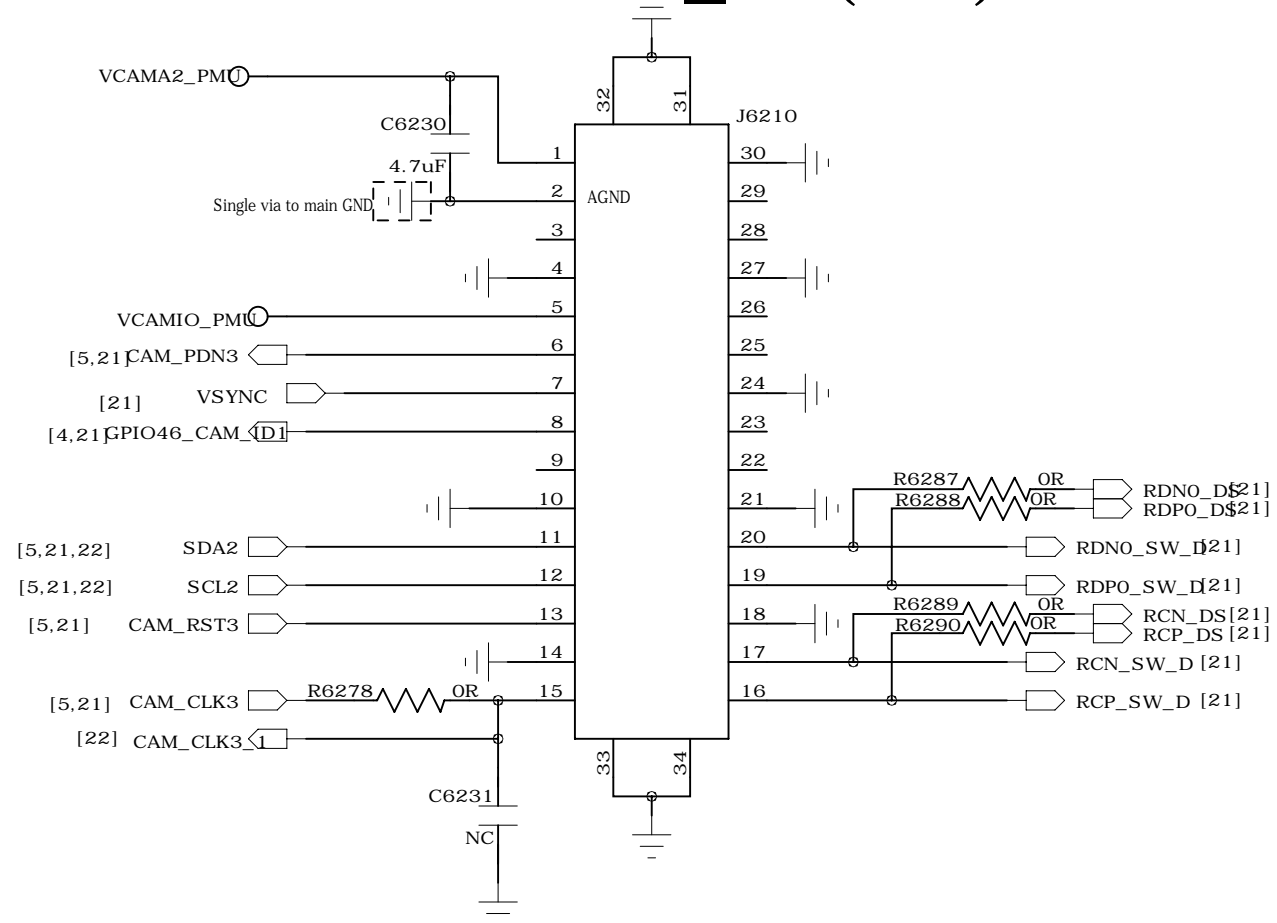 32
31
J6210
VCAMA2_PMU
C6230
4.7uF
1
30
Single via to main GND
2
AGND
29
3
28
4
27
VCAMIO_PMU
5
26
[5,21]
CAM_PDN3
6
25
[21]
VSYNC
7
24
[4,21]
GPIO46_CAM_ID1
8
23
9
22
R6287
0R
RDN0_DS
[21]
R6288
0R
RDP0_DS
[21]
10
21
[5,21,22]
SDA2
11
20
RDN0_SW_D
[21]
[5,21,22]
SCL2
12
19
RDP0_SW_D
[21]
R6289
0R
RCN_DS
[21]
R6290
0R
RCP_DS
[21]
[5,21]
CAM_RST3
13
18
14
17
RCN_SW_D
[21]
[5,21]
CAM_CLK3
R6278
0R
15
16
RCP_SW_D
[21]
[22]
CAM_CLK3_1
33
34
C6231
NC